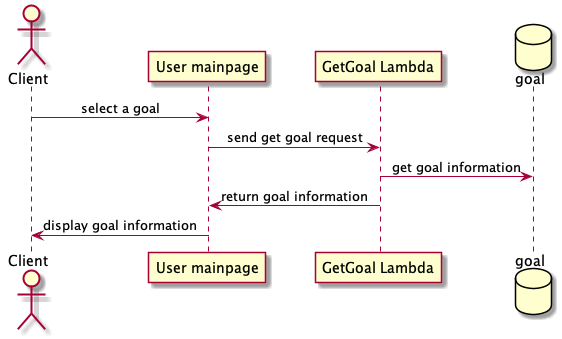 Client
User mainpage
GetGoal Lambda
goal
select a goal
send get goal request
get goal information
return goal information
display goal information
Client
User mainpage
GetGoal Lambda
goal